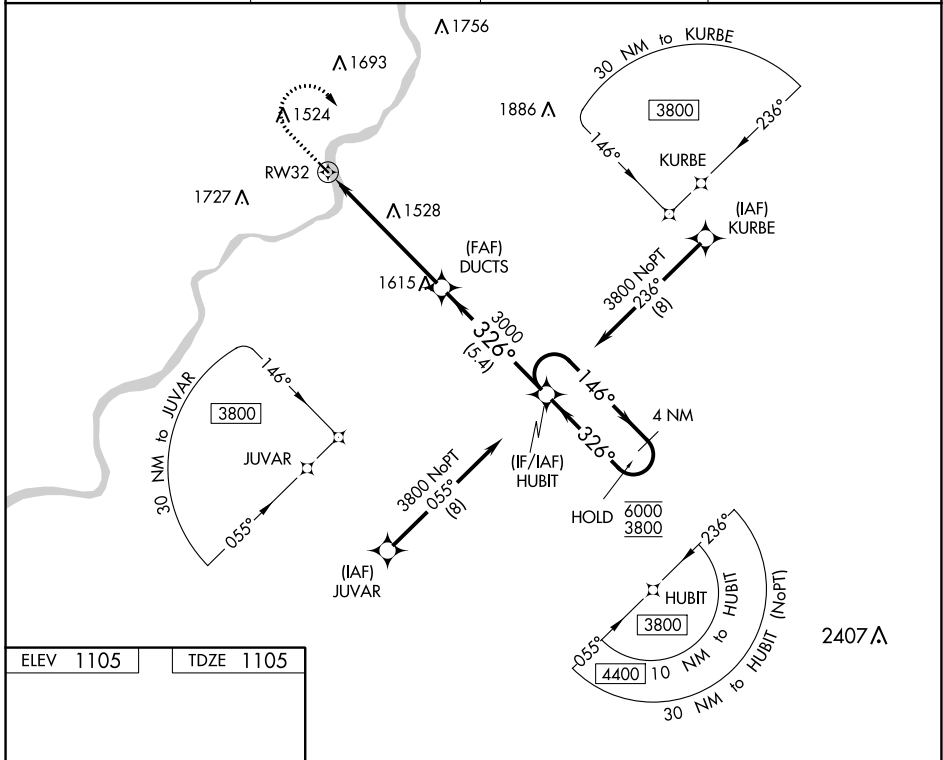 1756
1693
1524
RW32
1727
1528
1886
30 NM to KURBE
3800
146°
236°
KURBE
(IAF)
KURBE
3800 NoPT
236°
(8)
(FAF)
DUCTS
1615
3000
326°
(5.4)
146°
4 NM
326°
(IF/IAF)
HUBIT
HOLD
6000
3800
30 NM to JUVAR
146°
3800
JUVAR
055°
3800 NoPT
055°
(8)
(IAF)
JUVAR
236°
HUBIT
3800
055°
4400
10 NM to HUBIT
30 NM to HUBIT (NoPT)
2407
ELEV 1105
TDZE 1105